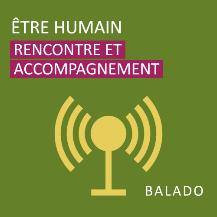 ÊTRE HUMAIN
RENCONTRE ET
ACCOMPAGNEMENT
BALADO